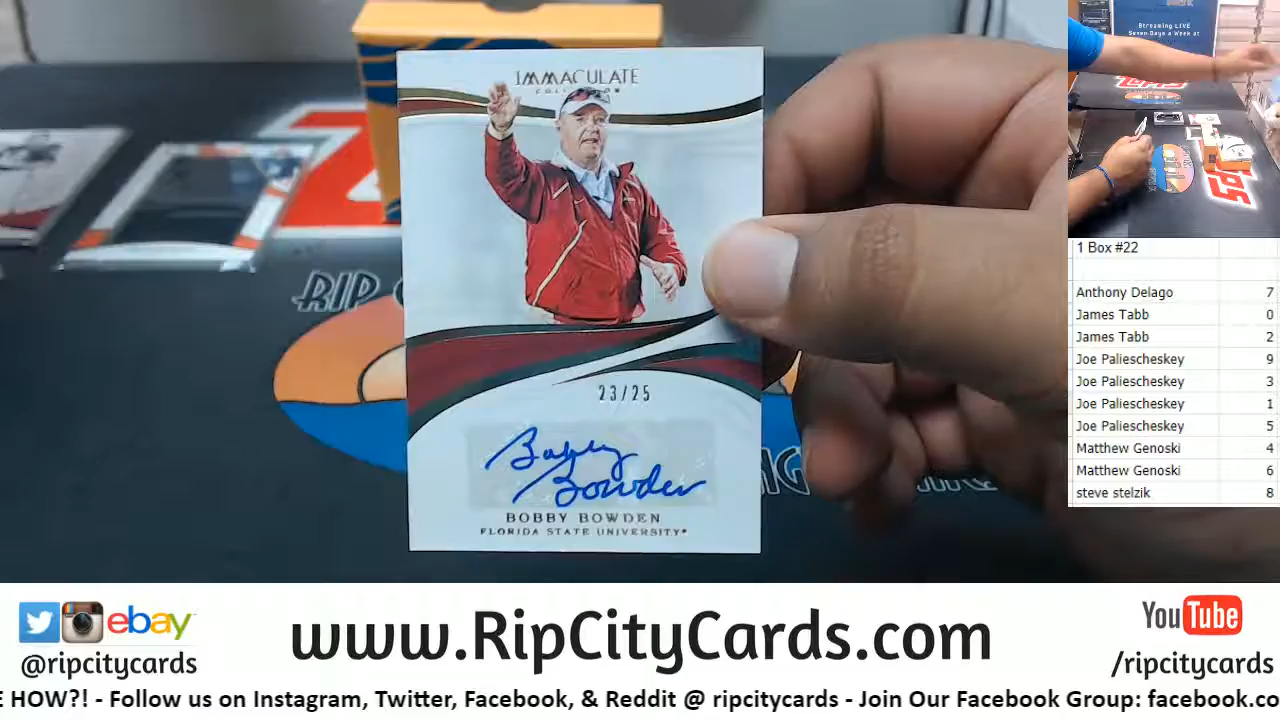 IMMACULATE
COLLECTION
23/25
Bobby Bowden
BOBBY BOWDEN
FLORIDA STATE UNIVERSITY
RIP
Streaming LIVE
Seven Days a Week at
1 Box #22
Anthony Delago 7
James Tabb 0
James Tabb 2
Joe Paliescheskey 9
Joe Paliescheskey 3
Joe Paliescheskey 1
Joe Paliescheskey 5
Matthew Genoski 4
Matthew Genoski 6
steve stelzik 8
ebay
@ripcitycards
www.RipCityCards.com
YouTube
/ripcitycards
E HOW?! - Follow us on Instagram, Twitter, Facebook, & Reddit @ ripcitycards - Join Our Facebook Group: facebook.co